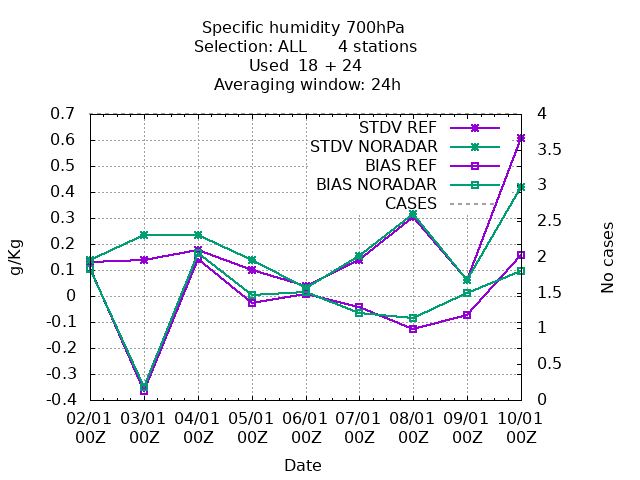 Specific humidity 700hPa
Selection: ALL      4 stations
Used  18 + 24
Averaging window: 24h
STDV REF
STDV NORADAR
BIAS REF
BIAS NORADAR
CASES
0.7
0.6
0.5
0.4
0.3
0.2
0.1
0
-0.1
-0.2
-0.3
-0.4
g/Kg
4
3.5
3
2.5
2
1.5
1
0.5
0
No cases
02/01 03/01 04/01 05/01 06/01 07/01 08/01 09/01 10/01
00Z 00Z 00Z 00Z 00Z 00Z 00Z 00Z 00Z
Date